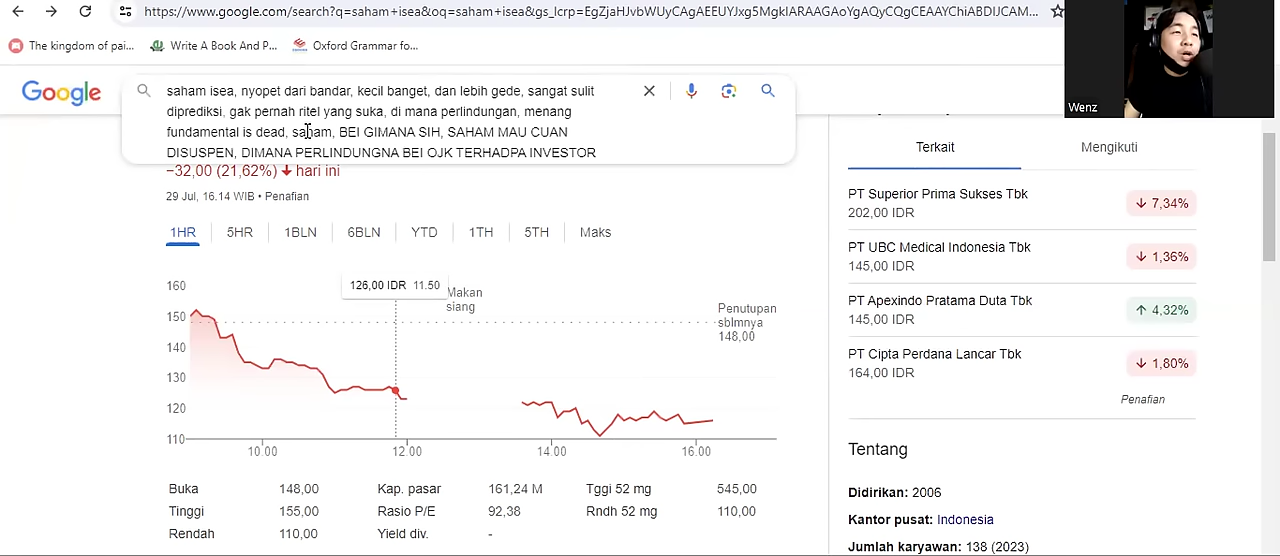 https://www.google.com/search?q=saham+isea&oq=saham+isea&gs_lcrp=EgZjaHJvbWUyCAgAEEUYJxg5MgkIARAAGAoYgAQyCQgCEAAYChiABDIJCAM...
The kingdom of pai...
Write A Book And P...
Oxford Grammar fo...
Wenz
Google
saham isea, nyopet dari bandar, kecil banget, dan lebih gede, sangat sulit
diprediksi, gak pernah ritel yang suka, di mana perlindungan, menang
fundamental is dead, saham, BEI GIMANA SIH, SAHAM MAU CUAN
DISUSPEN, DIMANA PERLINDUNGNA BEI OJK TERHADPA INVESTOR
−32,00 (21,62%) hari ini
29 Jul, 16.14 WIB • Penafian
1HR 5HR 1BLN 6BLN YTD 1TH 5TH Maks
126,00 IDR 11.50
Makan
siang
Penutupan
sblmnya
148,00
160
150
140
130
120
110
10.00 12.00 14.00 16.00
Buka 148,00 Kap. pasar 161,24 M Tggi 52 mg 545,00
Tinggi 155,00 Rasio P/E 92,38 Rndh 52 mg 110,00
Rendah 110,00 Yield div. -
Terkait Mengikuti
PT Superior Prima Sukses Tbk
202,00 IDR 7,34%
PT UBC Medical Indonesia Tbk
145,00 IDR 1,36%
PT Apexindo Pratama Duta Tbk
145,00 IDR 4,32%
PT Cipta Perdana Lancar Tbk
164,00 IDR 1,80%
Penafian
Tentang
Didirikan: 2006
Kantor pusat: Indonesia
Jumlah karyawan: 138 (2023)